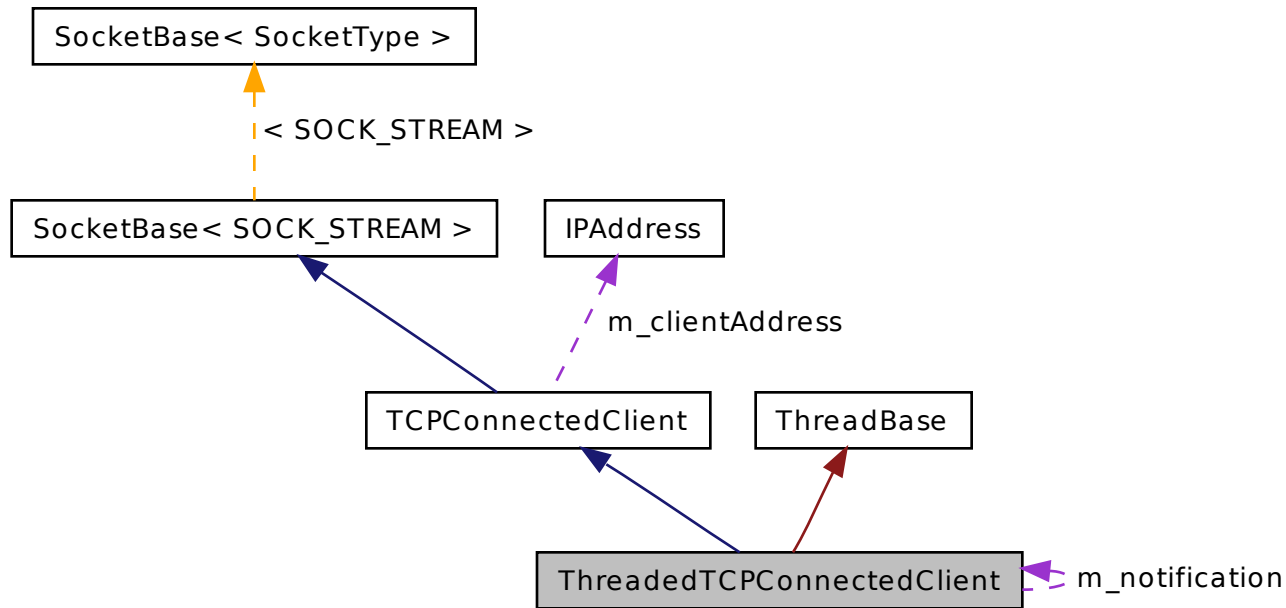 SocketBase< SocketType >
< SOCK_STREAM >
SocketBase< SOCK_STREAM >
IPAddress
m_clientAddress
TCPConnectedClient
ThreadBase
ThreadedTCPConnectedClient
m_notification